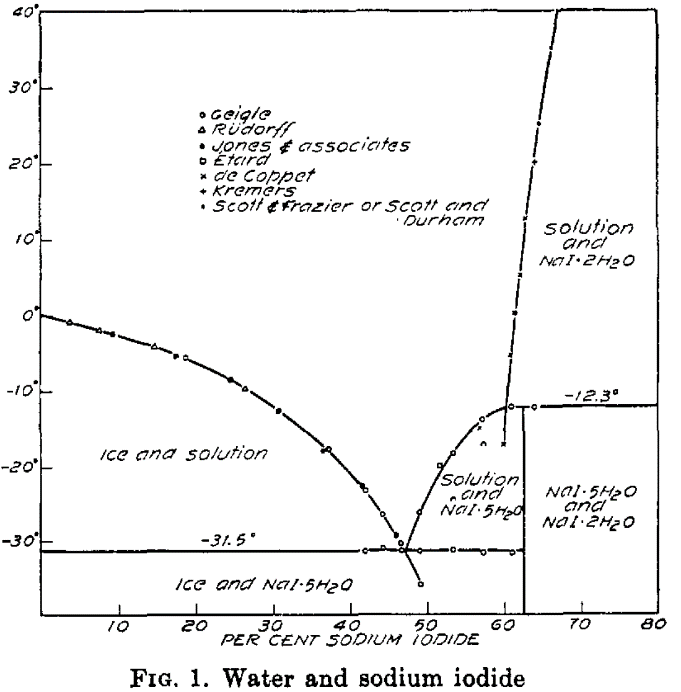 40°
30°
20°
10°
0°
-10°
-20°
-30°
Geigle
Rüdorff
Jones & associates
Étard
de Coppet
Kremers
Scott & Frazier or Scott and
Durham
Solution
and
NaI·2H₂O
-12.3°
Ice and solution
Solution
and
NaI·5H₂O
NaI·5H₂O
and
NaI·2H₂O
-31.5°
Ice and NaI·5H₂O
10 20 30 40 50 60 70 80
PER CENT SODIUM IODIDE
FIG. 1. Water and sodium iodide